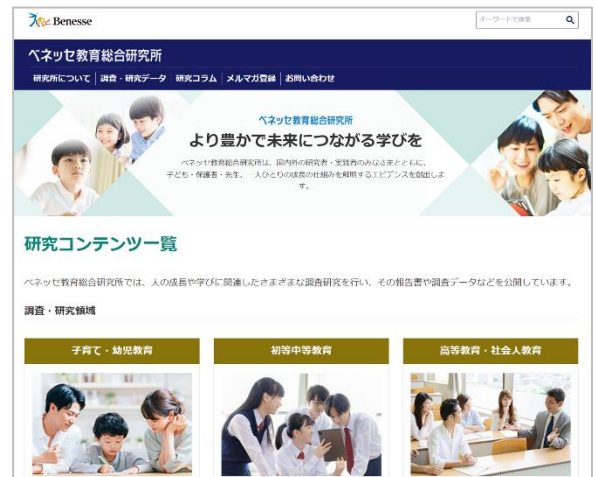 Benesse
キーワードで検索
ベネッセ教育総合研究所
研究所について 調査・研究データ 研究コラム メルマガ登録 お問い合わせ
ベネッセ教育総合研究所
より豊かで未来につながる学びを
ベネッセ教育総合研究所は、国内外の研究者・実践者のみなさまとともに、
子ども・保護者・先生、一人ひとりの成長の仕組みを解明するエビデンスを創出しま
す。
研究コンテンツ一覧
ベネッセ教育総合研究所では、人の成長や学びに関連したさまざまな調査研究を行い、その報告書や調査データなどを公開しています。
調査・研究領域
子育て・幼児教育
初等中等教育
高等教育・社会人教育